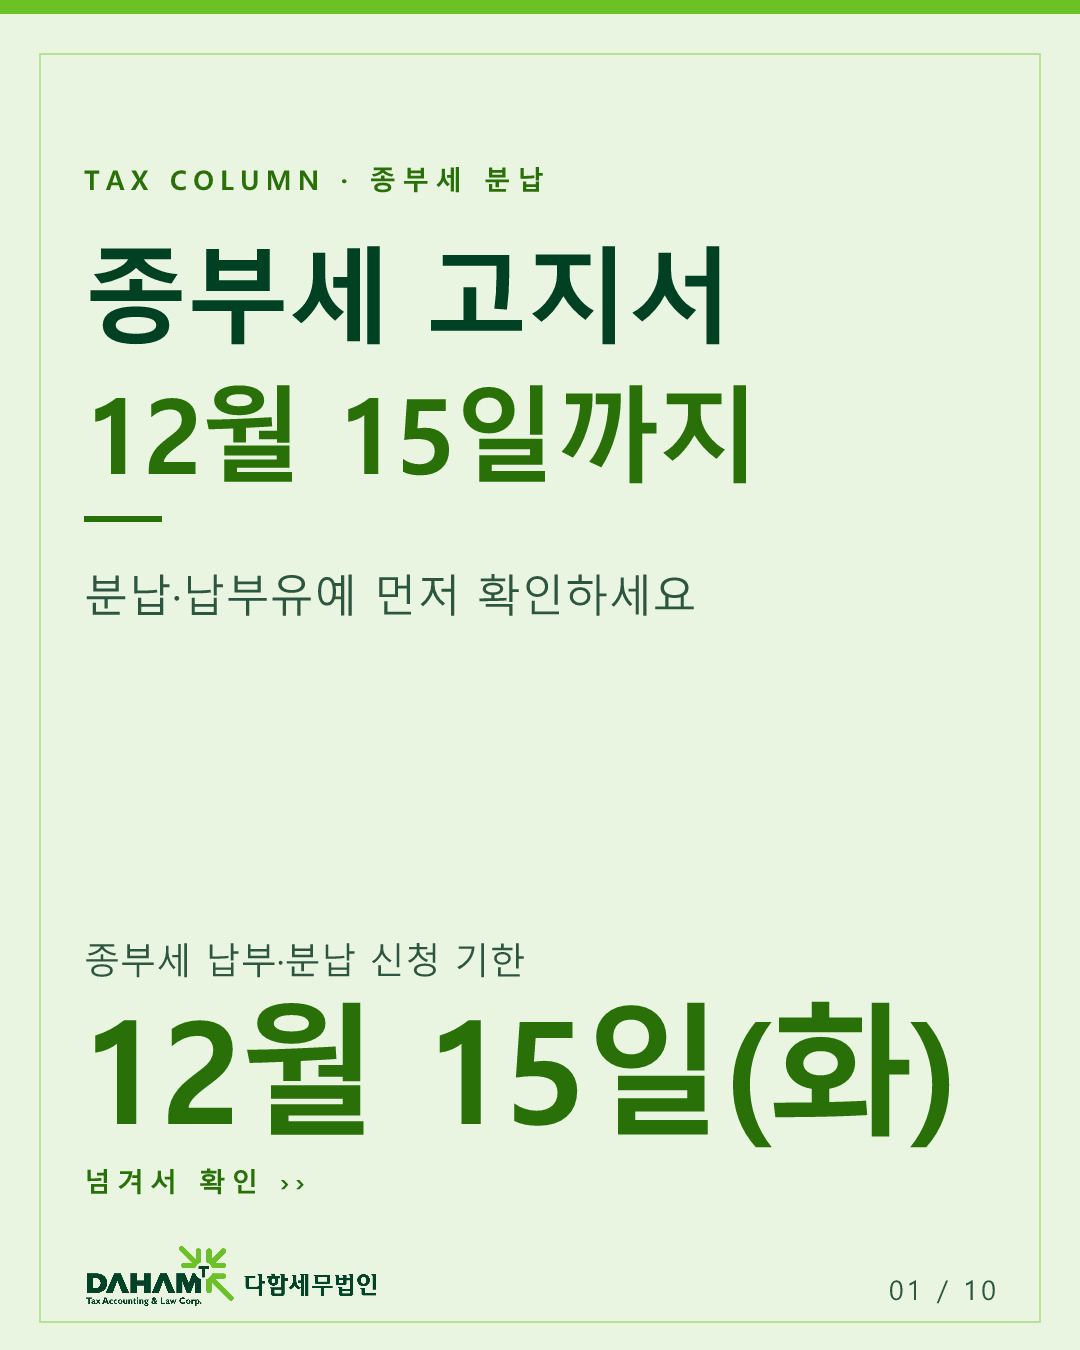 TAX COLUMN · 종부세 분납
종부세 고지서
12월 15일까지
분납·납부유예 먼저 확인하세요
종부세 납부·분납 신청 기한
12월 15일(화)
넘겨서 확인 ››
DAHAM T 다함세무법인
Tax Accounting & Law Corp.
01 / 10